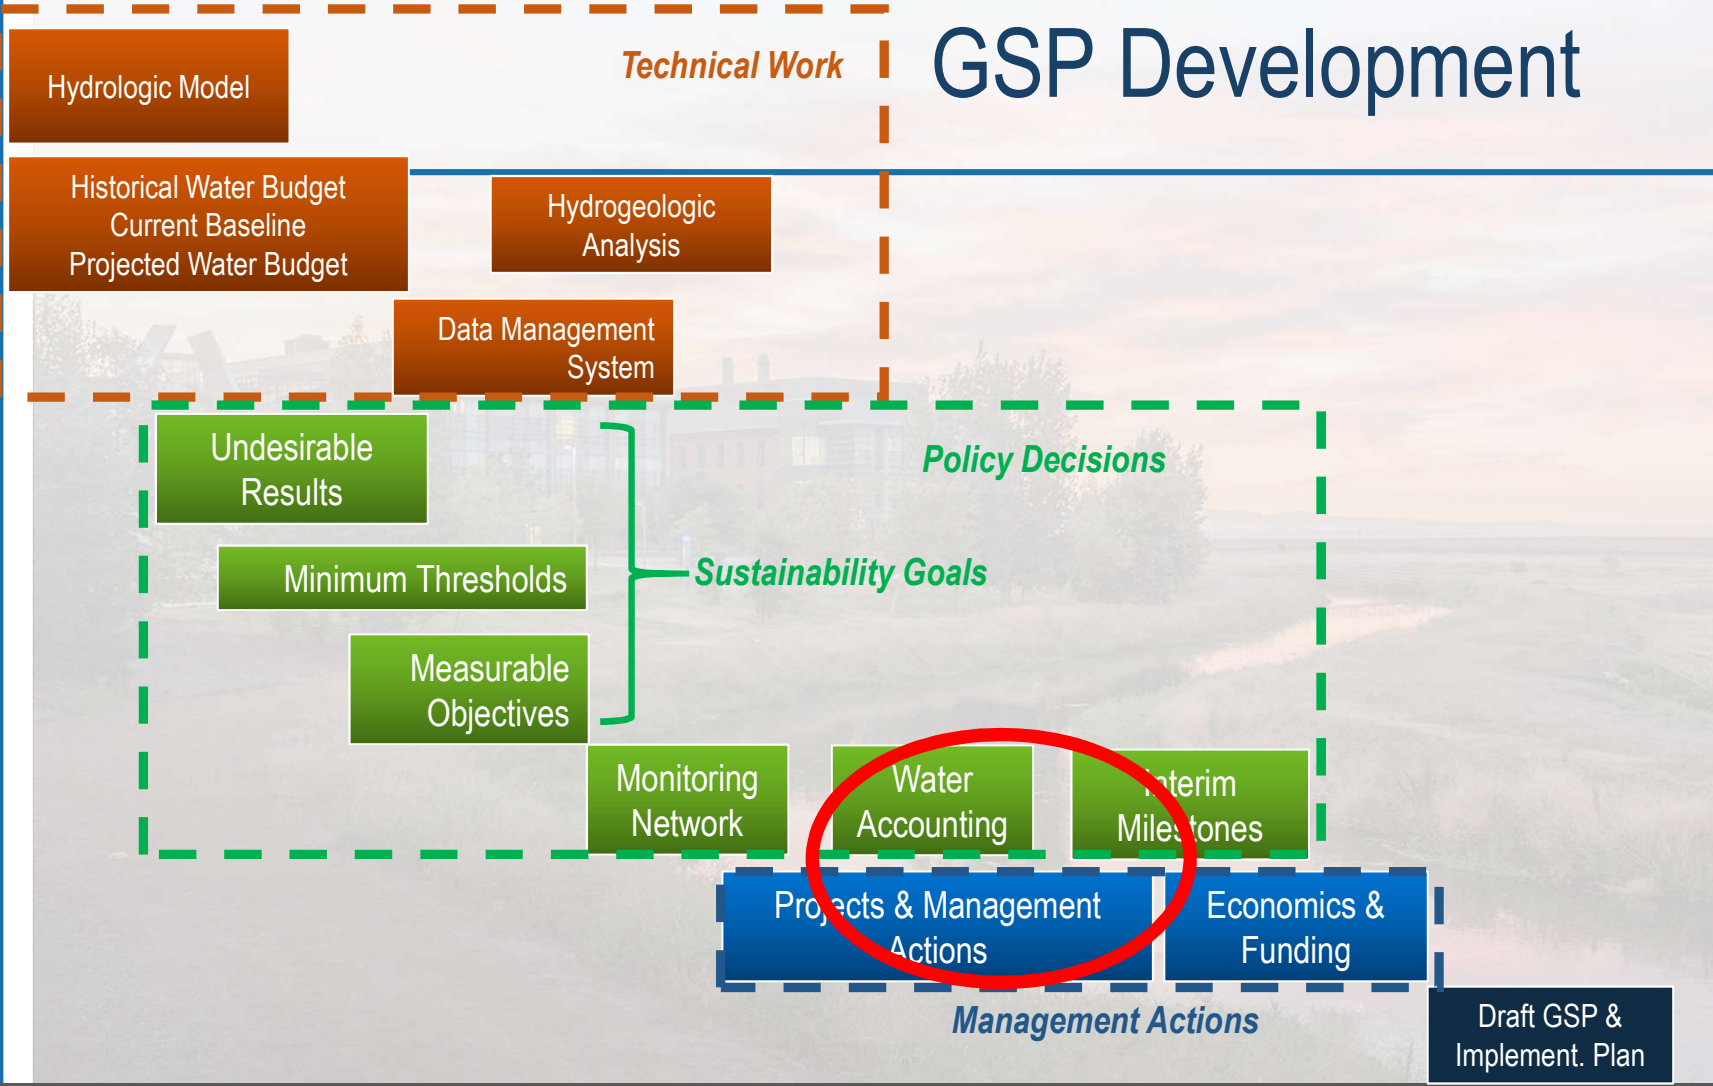 GSP Development
Technical Work
Hydrologic Model
Historical Water Budget
Current Baseline
Projected Water Budget
Hydrogeologic
Analysis
Data Management
System
Policy Decisions
Undesirable
Results
Minimum Thresholds
Sustainability Goals
Measurable
Objectives
Monitoring
Network
Water
Accounting
Interim
Milestones
Projects & Management
Actions
Economics &
Funding
Management Actions
Draft GSP &
Implement. Plan